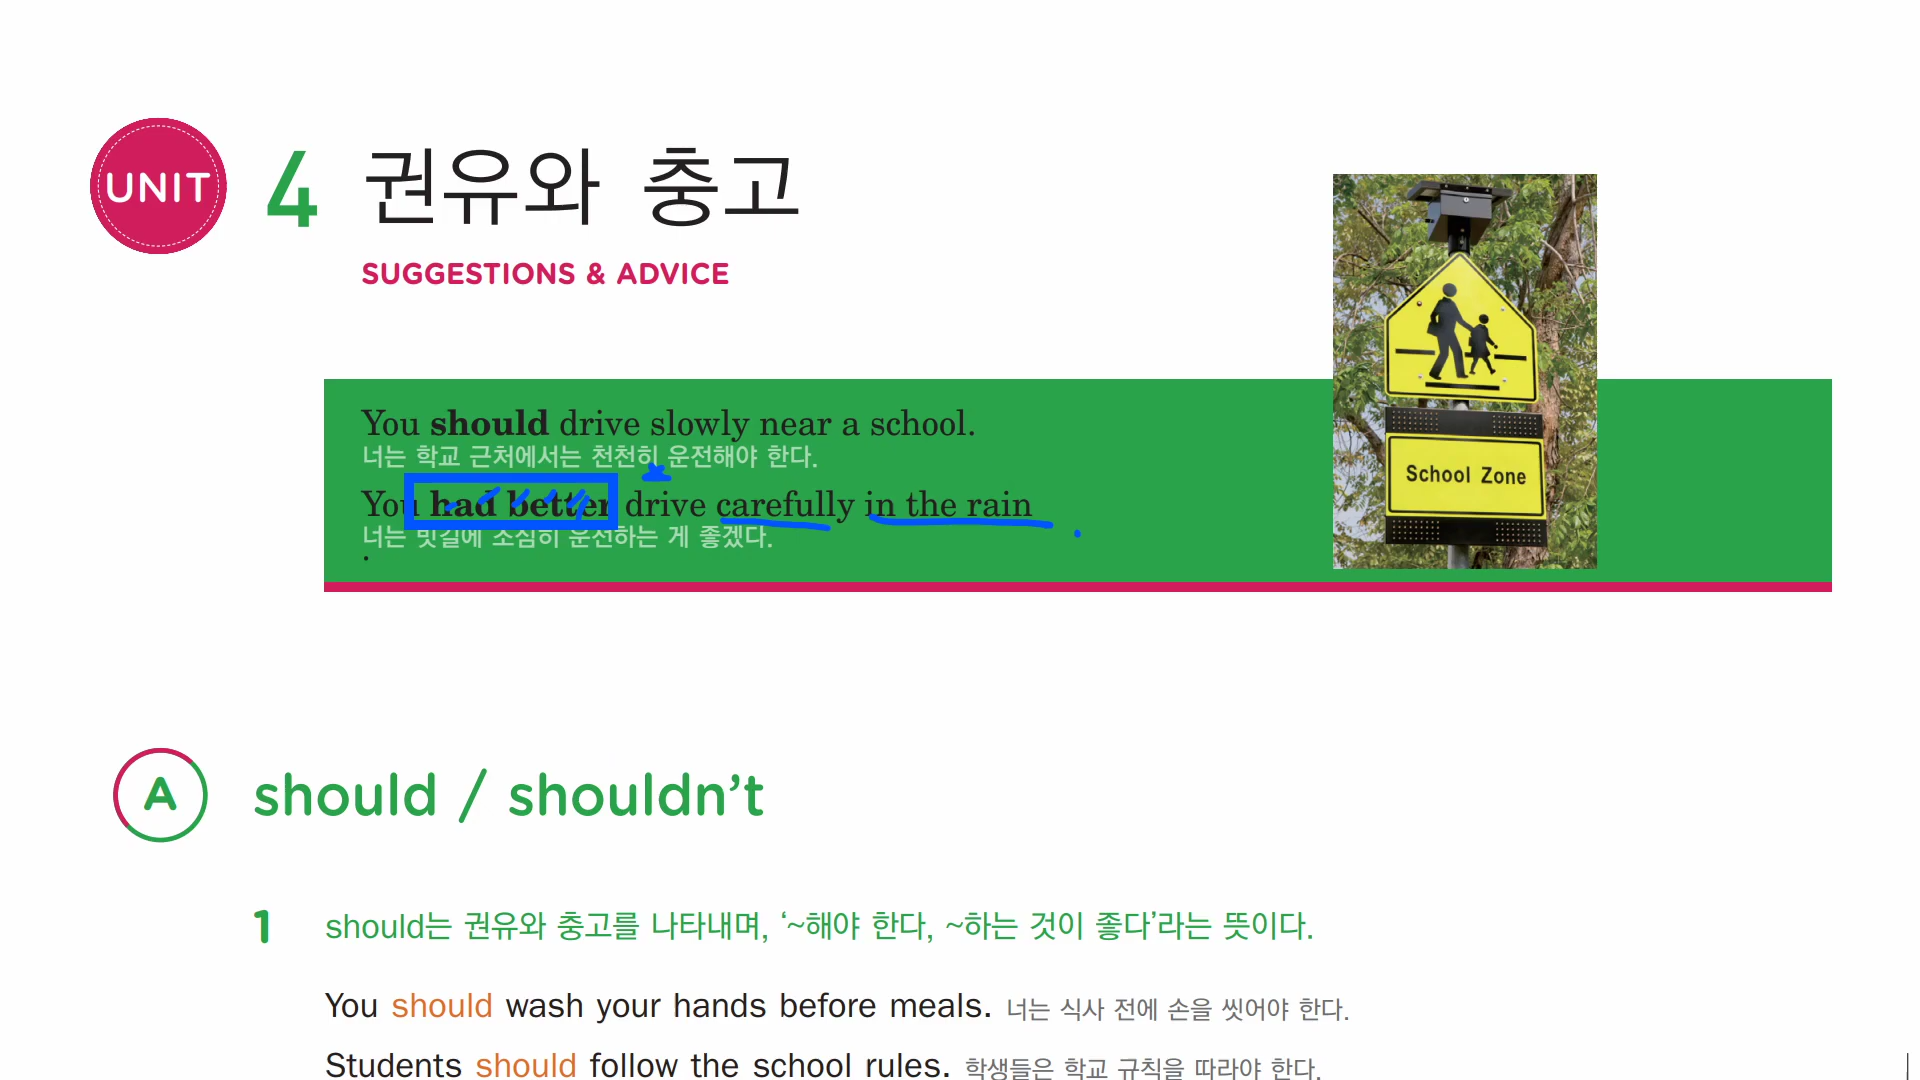 UNIT
4 권유와 충고
SUGGESTIONS & ADVICE
You should drive slowly near a school.
너는 학교 근처에서는 천천히 운전해야 한다.
You had better drive carefully in the rain
너는 빗길에 조심히 운전하는 게 좋겠다.
.
School Zone
A should / shouldn’t
1 should는 권유와 충고를 나타내며, ‘~해야 한다, ~하는 것이 좋다’라는 뜻이다.
You should wash your hands before meals. 너는 식사 전에 손을 씻어야 한다.
Students should follow the school rules. 학생들은 학교 규칙을 따라야 한다.